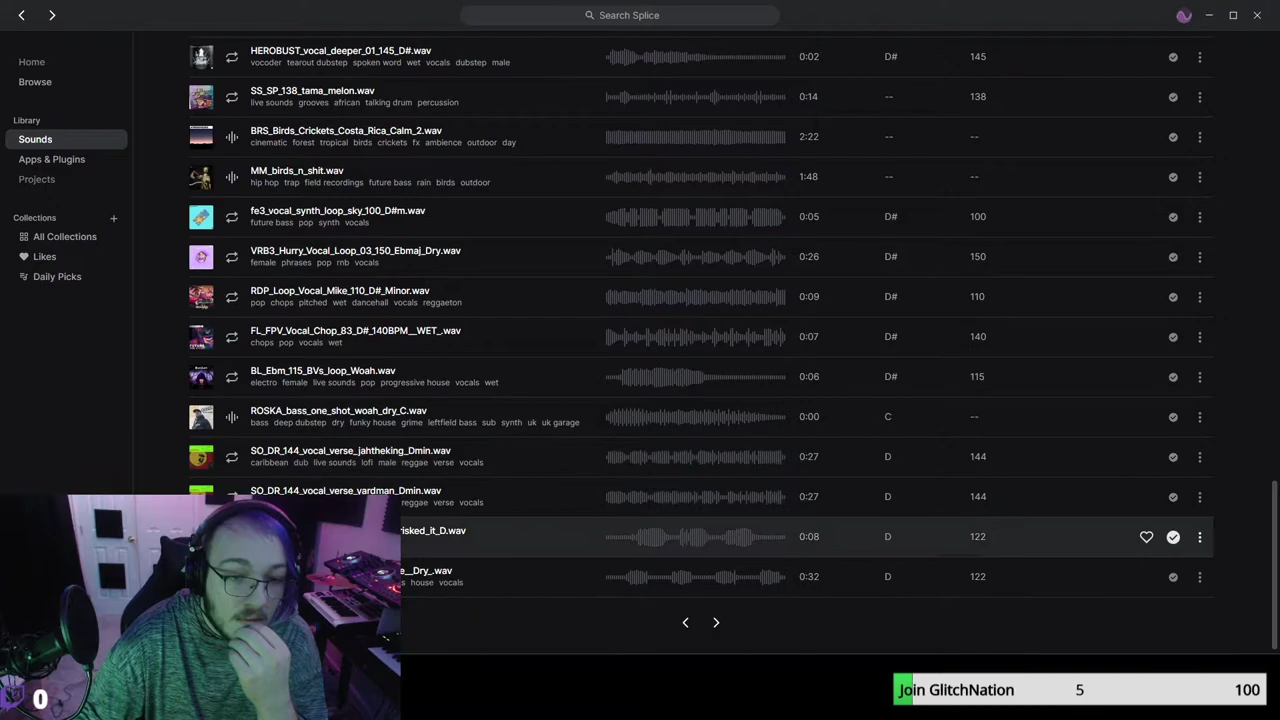 Search Splice
Home
Browse
Library
Sounds
Apps & Plugins
Projects
Collections
+
All Collections
Likes
Daily Picks
HEROBUST_vocal_deeper_01_145_D#.wav
vocoder tearout dubstep spoken word wet vocals dubstep male
0:02 D# 145
SS_SP_138_tama_melon.wav
live sounds grooves african talking drum percussion
0:14 -- 138
BRS_Birds_Crickets_Costa_Rica_Calm_2.wav
cinematic forest tropical birds crickets fx ambience outdoor day
2:22 -- --
MM_birds_n_shit.wav
hip hop trap field recordings future bass rain birds outdoor
1:48 -- --
fe3_vocal_synth_loop_sky_100_D#m.wav
future bass pop synth vocals
0:05 D# 100
VRB3_Hurry_Vocal_Loop_03_150_Ebmaj_Dry.wav
female phrases pop rnb vocals
0:26 D# 150
RDP_Loop_Vocal_Mike_110_D#_Minor.wav
pop chops pitched wet dancehall vocals reggaeton
0:09 D# 110
FL_FPV_Vocal_Chop_83_D#_140BPM__WET_.wav
chops pop vocals wet
0:07 D# 140
BL_Ebm_115_BVs_loop_Woah.wav
electro female live sounds pop progressive house vocals wet
0:06 D# 115
ROSKA_bass_one_shot_woah_dry_C.wav
bass deep dubstep dry funky house grime leftfield bass sub synth uk uk garage
0:00 C --
SO_DR_144_vocal_verse_jahtheking_Dmin.wav
caribbean dub live sounds lofi male reggae verse vocals
0:27 D 144
SO_DR_144_vocal_verse_yardman_Dmin.wav
reggae verse vocals
0:27 D 144
risked_it_D.wav
0:08 D 122
e__Dry_.wav
s house vocals
0:32 D 122
0
Join GlitchNation 5 100